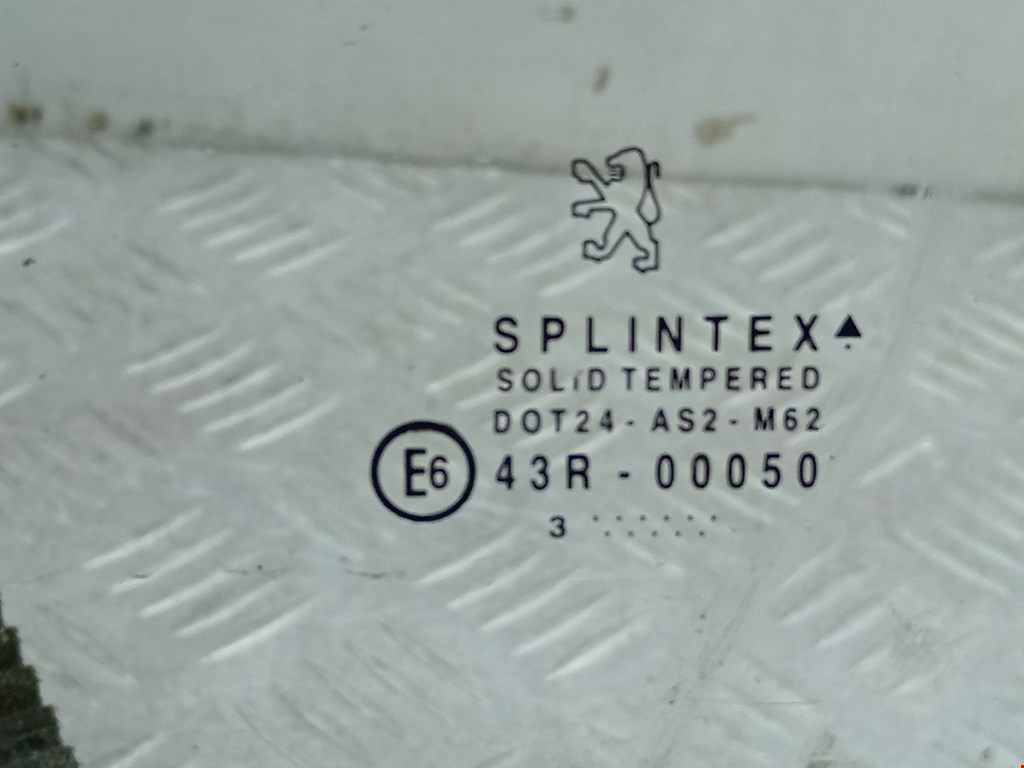 SPLINTEX
SOLID TEMPERED
DOT24 - AS2 - M62
E6 43R - 00050
3